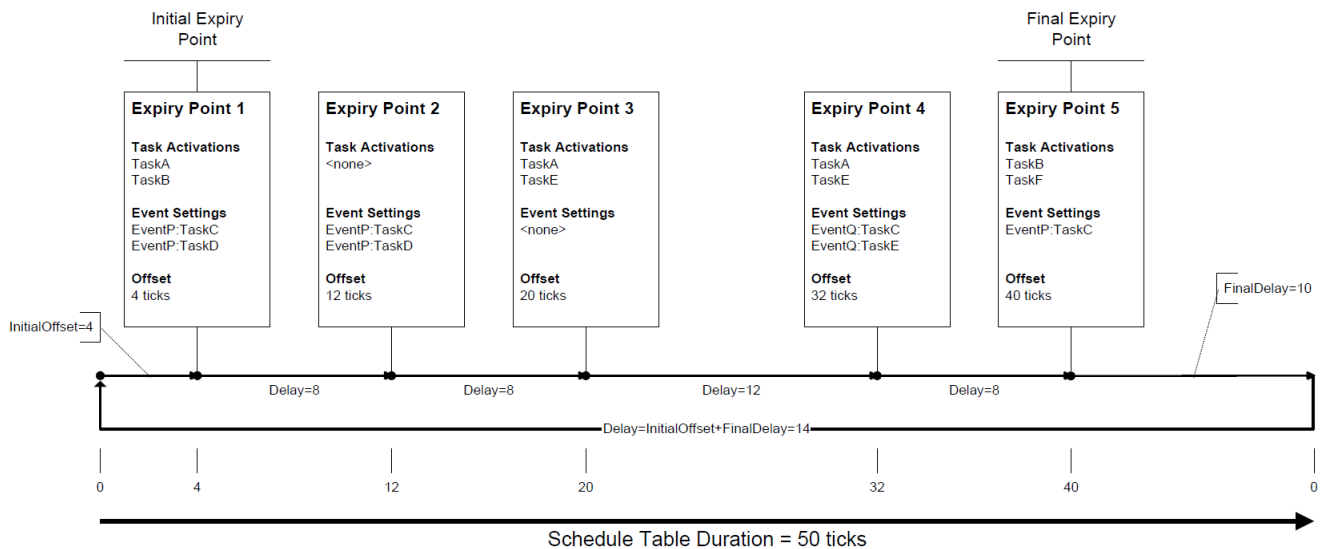 Initial Expiry
Point
Final Expiry
Point
Expiry Point 1
Task Activations
TaskA
TaskB
Event Settings
EventP:TaskC
EventP:TaskD
Offset
4 ticks
Expiry Point 2
Task Activations
<none>
Event Settings
EventP:TaskC
EventP:TaskD
Offset
12 ticks
Expiry Point 3
Task Activations
TaskA
TaskE
Event Settings
<none>
Offset
20 ticks
Expiry Point 4
Task Activations
TaskA
TaskE
Event Settings
EventQ:TaskC
EventQ:TaskE
Offset
32 ticks
Expiry Point 5
Task Activations
TaskB
TaskF
Event Settings
EventP:TaskC
Offset
40 ticks
InitialOffset=4
FinalDelay=10
Delay=8
Delay=8
Delay=12
Delay=8
Delay=InitialOffset+FinalDelay=14
0 4 12 20 32 40 0
Schedule Table Duration = 50 ticks